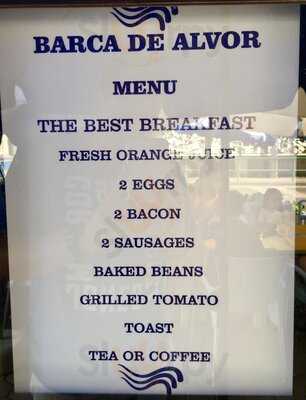 BARCA DE ALVOR
MENU
THE BEST BREAKFAST
FRESH ORANGE JUICE
2 EGGS
2 BACON
2 SAUSAGES
BAKED BEANS
GRILLED TOMATO
TOAST
TEA OR COFFEE